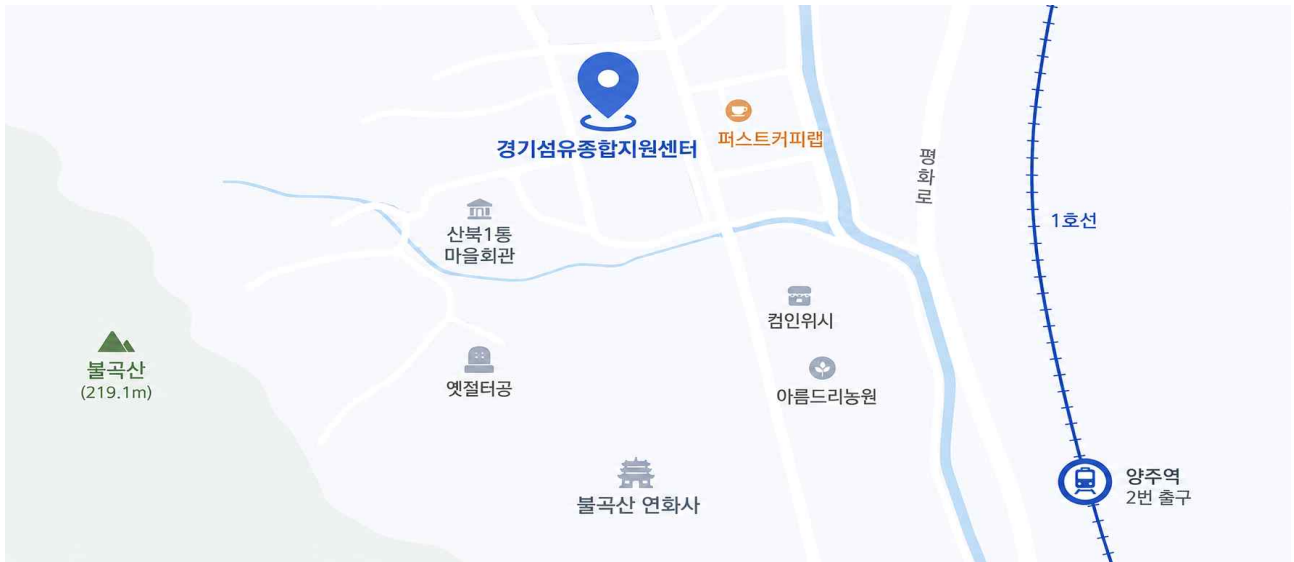 경기섬유종합지원센터
퍼스트커피랩
평화로
1호선
산북1통
마을회관
컴인위시
불곡산
(219.1m)
옛절터공
아름드리농원
불곡산 연화사
양주역
2번 출구